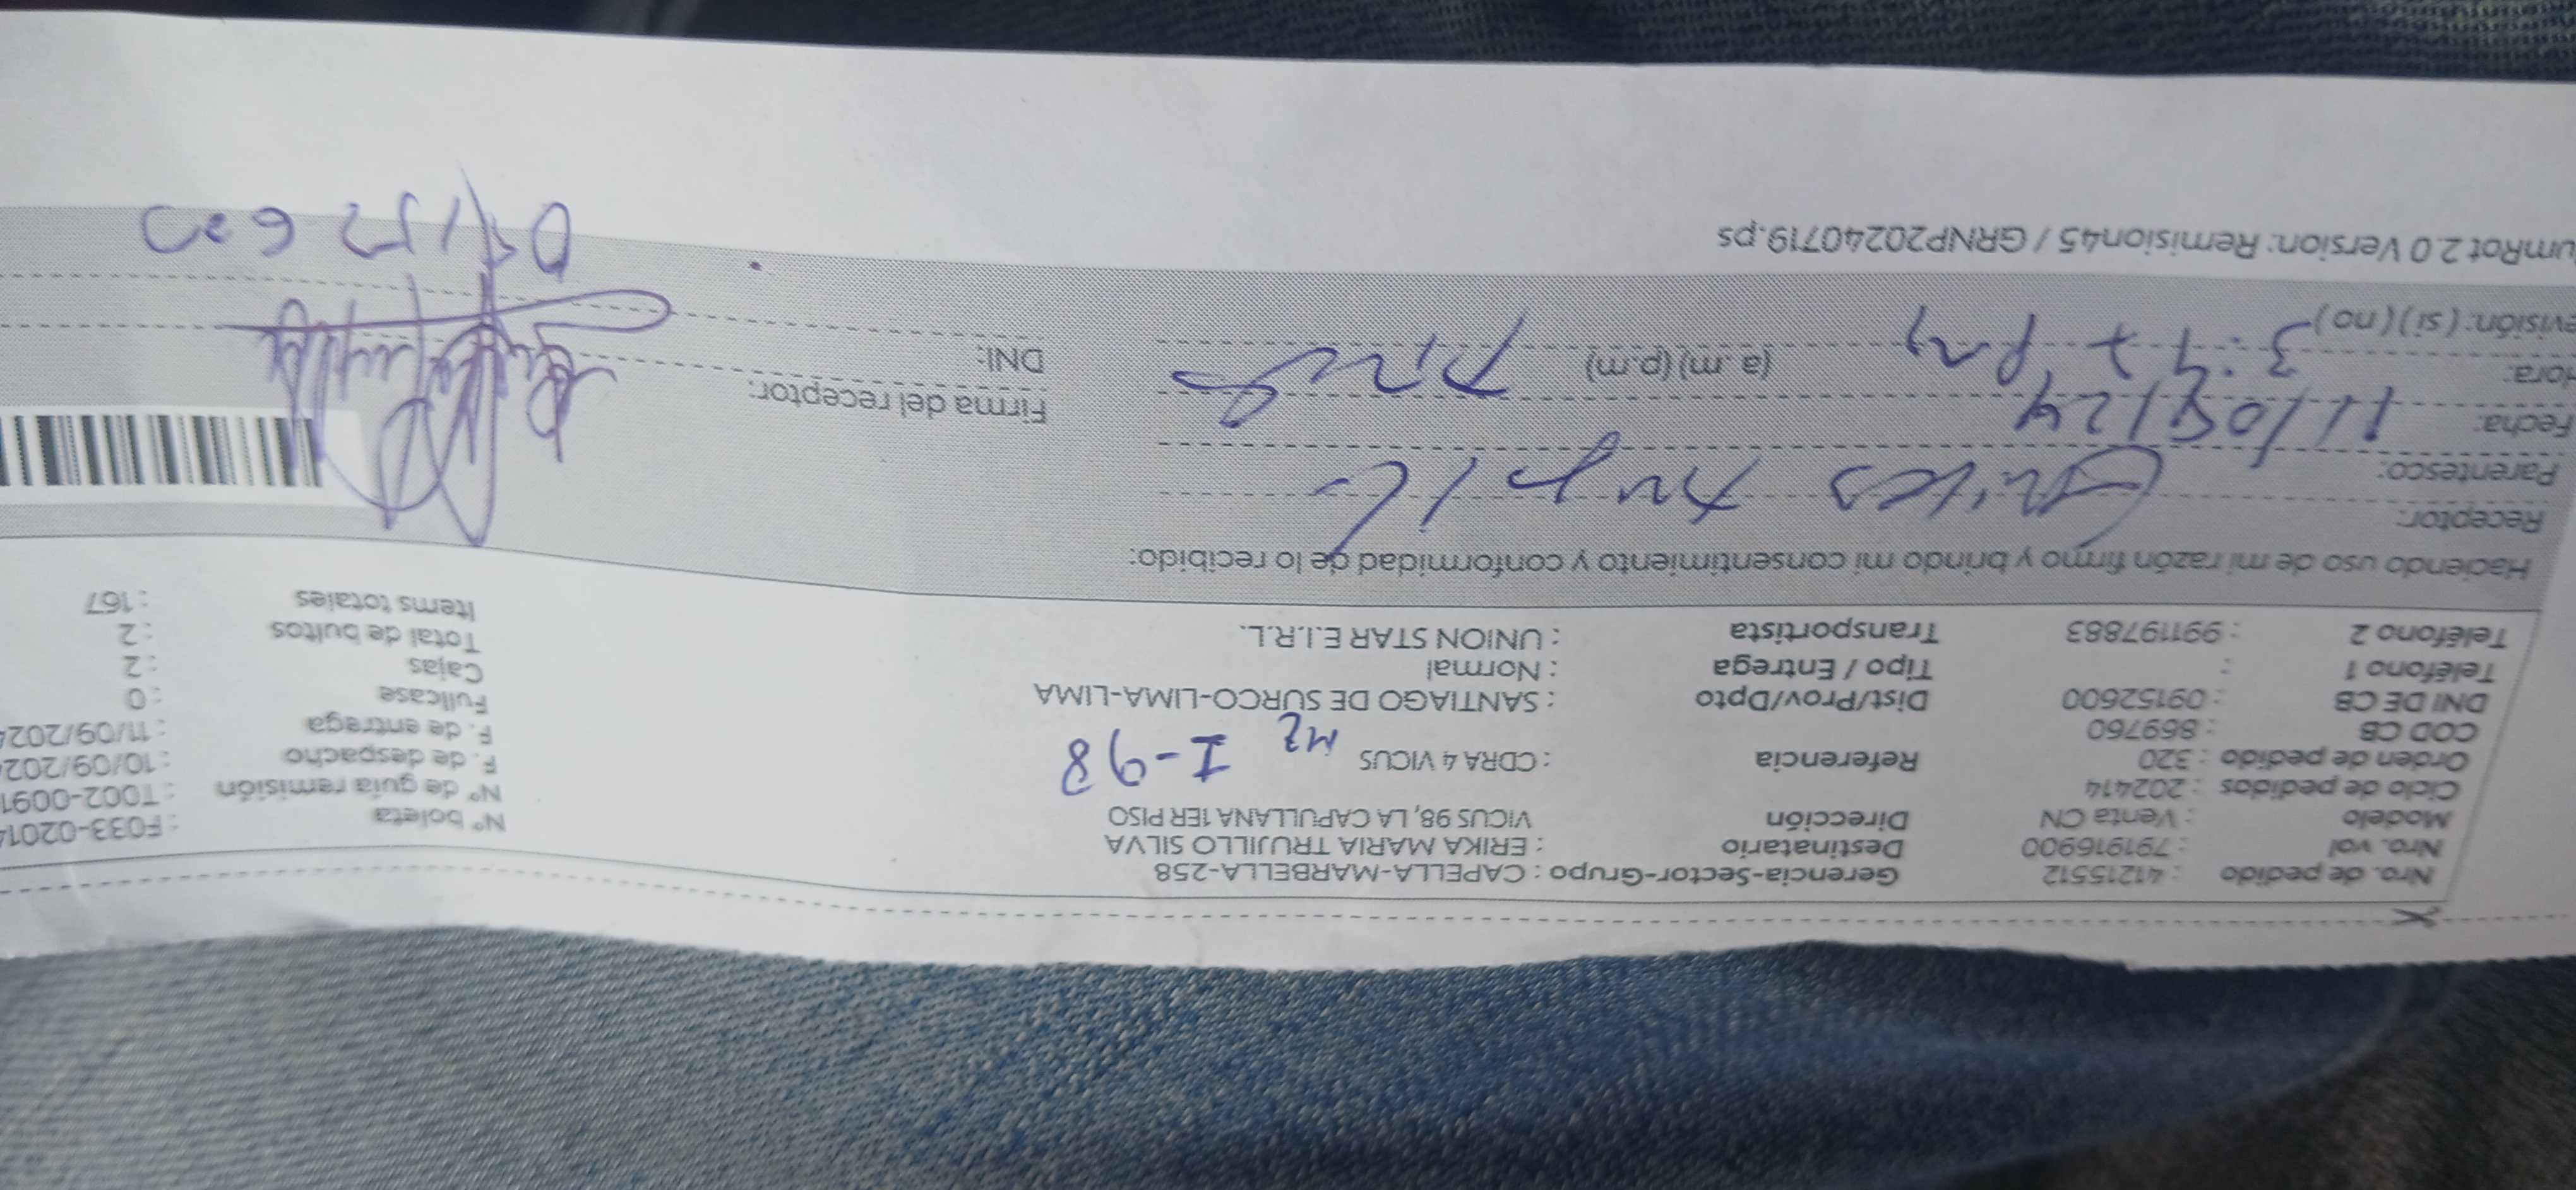 Nro. de pedido : 41215512 Gerencia-Sector-Grupo : CAPELLA-MARBELLA-258
Nro. vol : 791916900 Destinatario : ERIKA MARIA TRUJILLO SILVA Nº boleta : F033-0201
Modelo : Venta CN Dirección VICUS 98, LA CAPULLANA 1ER PISO Nº de guía remisión : T002-0091
Ciclo de pedidos : 202414 Referencia : CDRA 4 VICUS MZ I-98 F. de despacho : 10/09/202
Orden de pedido : 320 F. de entrega : 11/09/202
COD CB : 869760 Dist/Prov/Dpto : SANTIAGO DE SURCO-LIMA-LIMA Fullcase : 0
DNI DE CB : 09152600 Tipo / Entrega : Normal Cajas : 2
Teléfono 1 : Transportista : UNION STAR E.I.R.L. Total de bultos : 2
Teléfono 2 : 991197883 Items totales : 167
Haciendo uso de mi razón firmo y brindo mi consentimiento y conformidad de lo recibido:
Receptor:
Parentesco:
Fecha: 11/09/24 Firma del receptor:
Hora: 3:47 pm (a.m) (p.m) DNI:
evisión: (si) (no)
umRot 2.0 Version: Remision45 / GRNP20240719.ps